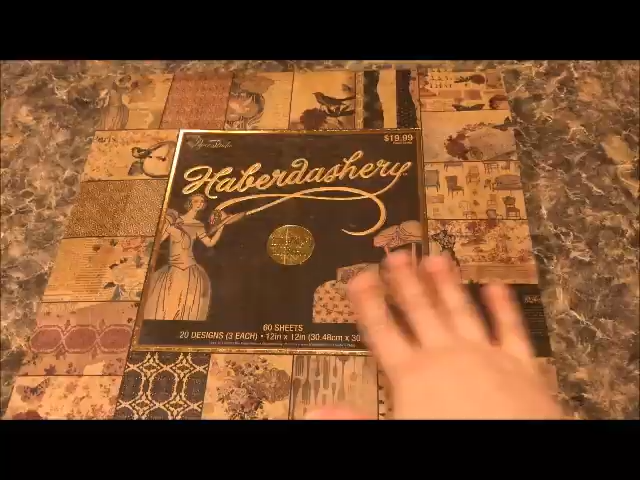 $19.99
Haberdashery
60 SHEETS
20 DESIGNS (3 EACH) • 12in x 12in (30.48cm x 30